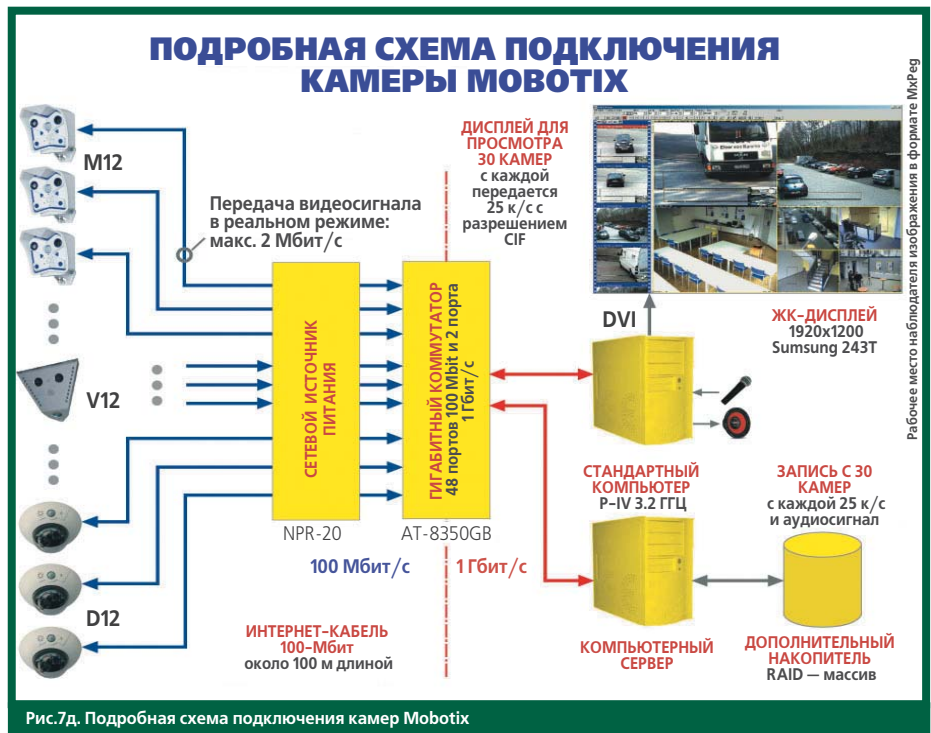 ПОДРОБНАЯ СХЕМА ПОДКЛЮЧЕНИЯ
КАМЕРЫ MOBOTIX
M12
Передача видеосигнала
в реальном режиме:
макс. 2 Мбит/с
ДИСПЛЕЙ ДЛЯ
ПРОСМОТРА
30 КАМЕР
с каждой
передается
25 к/с с
разрешением
CIF
Рабочее место наблюдателя изображения в формате MxPeg
DVI
ЖК-ДИСПЛЕЙ
1920x1200
Sumsung 243T
V12
СЕТЕВОЙ ИСТОЧНИК
ПИТАНИЯ
ГИГАБИТНЫЙ КОММУТАТОР
48 портов 100 Mbit и 2 порта
1 Гбит/с
NPR-20
AT-8350GB
СТАНДАРТНЫЙ
КОМПЬЮТЕР
P-IV 3.2 ГГЦ
ЗАПИСЬ С 30
КАМЕР
с каждой 25 к/с
и аудиосигнал
100 Мбит/с
1 Гбит/с
D12
ИНТЕРНЕТ-КАБЕЛЬ
100-Мбит
около 100 м длиной
КОМПЬЮТЕРНЫЙ
СЕРВЕР
ДОПОЛНИТЕЛЬНЫЙ
НАКОПИТЕЛЬ
RAID — массив
Рис.7д. Подробная схема подключения камер Mobotix